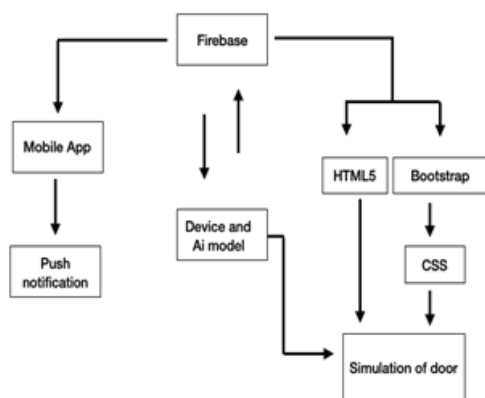 Firebase
Mobile App
HTML5
Bootstrap
Device and
Ai model
Push
notification
CSS
Simulation of door